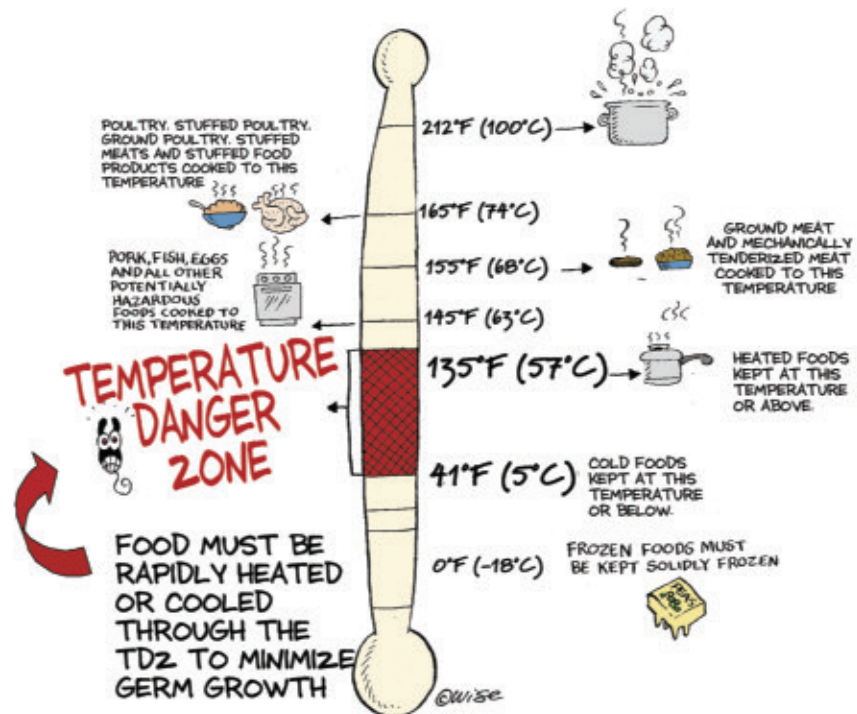 212°F (100°C)
POULTRY. STUFFED POULTRY.
GROUND POULTRY. STUFFED
MEATS AND STUFFED FOOD
PRODUCTS COOKED TO THIS
TEMPERATURE
165°F (74°C)
GROUND MEAT
AND MECHANICALLY
TENDERIZED MEAT
COOKED TO THIS
TEMPERATURE
155°F (68°C)
PORK, FISH, EGGS
AND ALL OTHER
POTENTIALLY
HAZARDOUS
FOODS COOKED TO
THIS TEMPERATURE
145°F (63°C)
TEMPERATURE
DANGER
ZONE
135°F (57°C)
HEATED FOODS
KEPT AT THIS
TEMPERATURE
OR ABOVE.
41°F (5°C)
COLD FOODS
KEPT AT THIS
TEMPERATURE
OR BELOW.
FOOD MUST BE
RAPIDLY HEATED
OR COOLED
THROUGH THE
TDZ TO MINIMIZE
GERM GROWTH
0°F (-18°C)
FROZEN FOODS MUST
BE KEPT SOLIDLY FROZEN
PEAS
©Wise